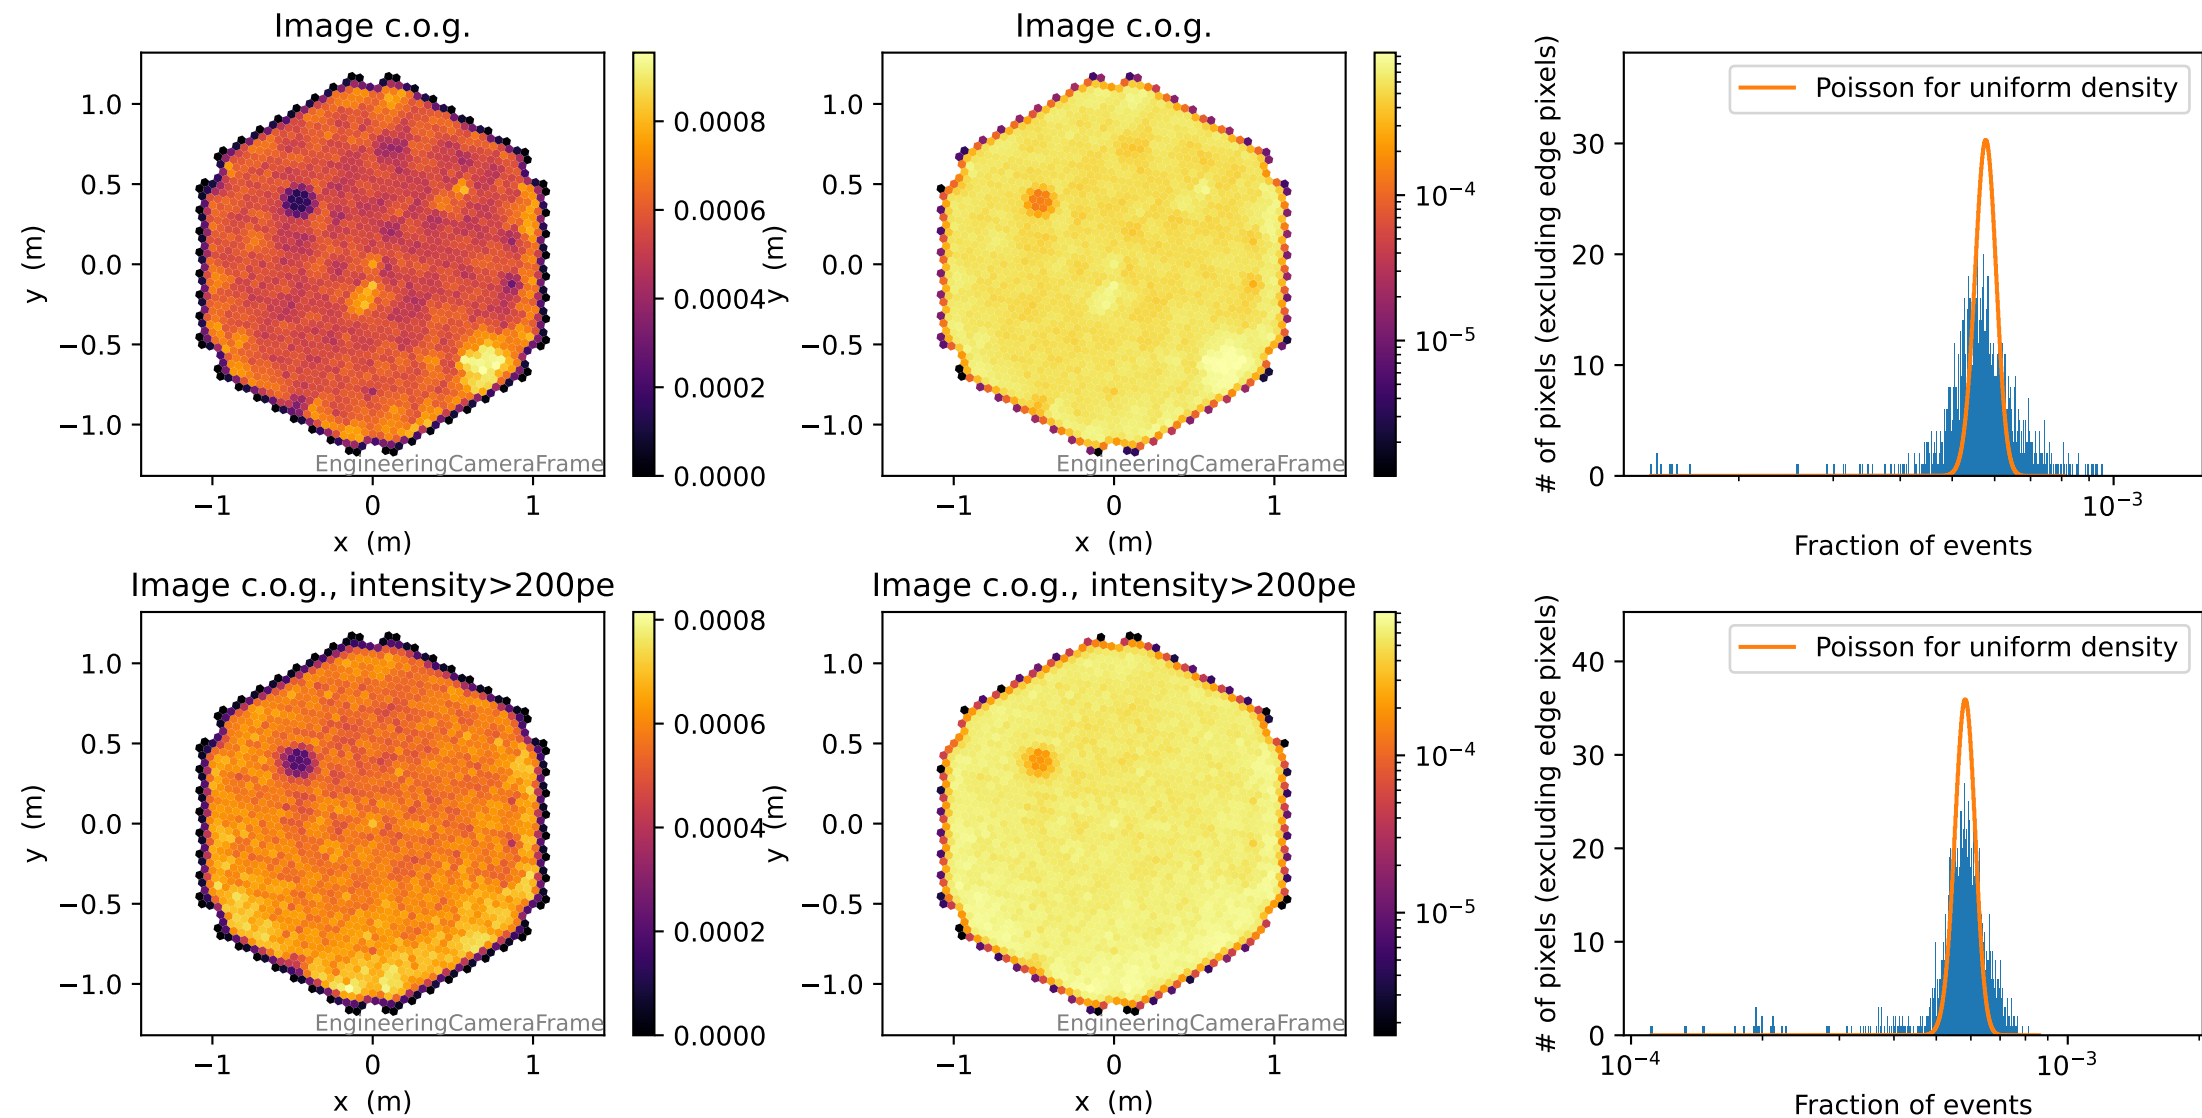 Image c.o.g.
y (m)
1.0
0.5
0.0
−0.5
−1.0
−1
0
1
x (m)
EngineeringCameraFrame
0.0008
0.0006
0.0004
0.0002
0.0000
Image c.o.g.
y (m)
1.0
0.5
0.0
−0.5
−1.0
−1
0
1
x (m)
EngineeringCameraFrame
10⁻⁴
10⁻⁵
# of pixels (excluding edge pixels)
30
20
10
0
Poisson for uniform density
10⁻³
Fraction of events
Image c.o.g., intensity>200pe
y (m)
1.0
0.5
0.0
−0.5
−1.0
−1
0
1
x (m)
EngineeringCameraFrame
0.0008
0.0006
0.0004
0.0002
0.0000
Image c.o.g., intensity>200pe
y (m)
1.0
0.5
0.0
−0.5
−1.0
−1
0
1
x (m)
EngineeringCameraFrame
10⁻⁴
10⁻⁵
# of pixels (excluding edge pixels)
40
30
20
10
0
Poisson for uniform density
10⁻⁴
10⁻³
Fraction of events